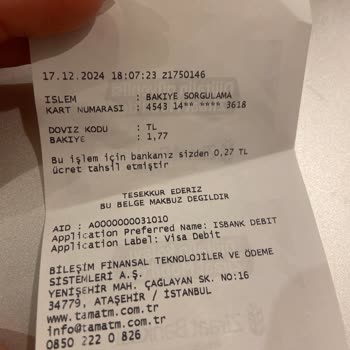 17.12.2024 18:07:23 Z1750146
ISLEM : BAKIYE SORGULAMA
KART NUMARASI : 4543 14** **** 3618
DOVIZ KODU : TL
BAKIYE : 1,77
Bu işlem için bankanız sizden 0,27 TL
ücret tahsil etmiştir
TESEKKUR EDERIZ
BU BELGE MAKBUZ DEGILDIR
AID : A0000000031010
Application Preferred Name: ISBANK DEBIT
Application Label: Visa Debit
BİLEŞİM FİNANSAL TEKNOLOJİLER VE ÖDEME
SİSTEMLERİ A.Ş.
YENİŞEHİR MAH. ÇAĞLAYAN SK. NO:16
34779, ATAŞEHİR / İSTANBUL
www.tamatm.com.tr
info@tamatm.com.tr
0850 222 0 826
Ziraat Bank